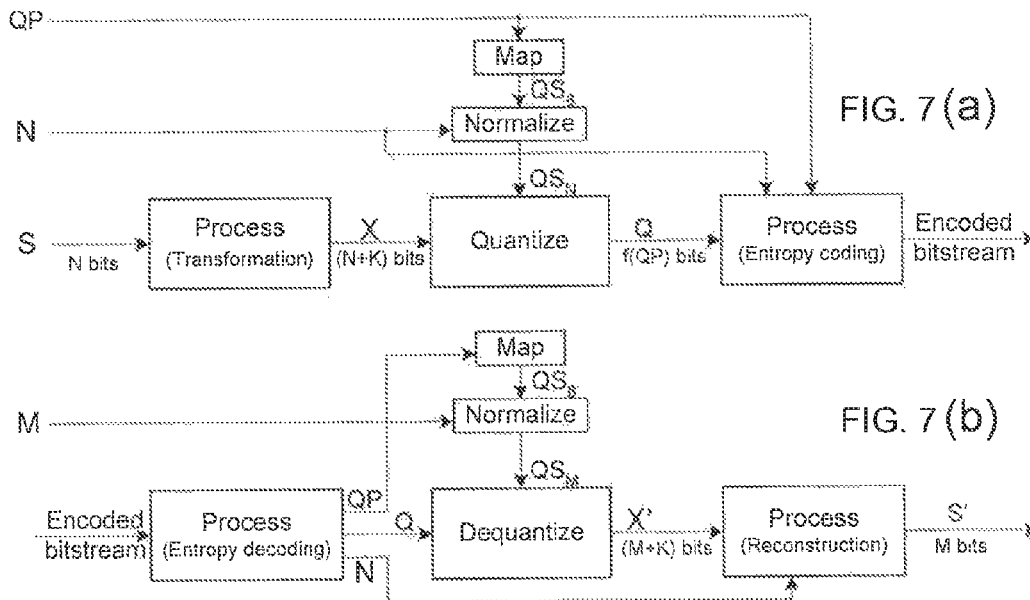 QP
Map
QS_S
FIG. 7 (a)
N
Normalize
QS_N
S
N bits
Process
(Transformation)
X
(N+K) bits
Quantize
Q
f(QP) bits
Process
(Entropy coding)
Encoded
bitstream
Map
QS_S
M
Normalize
FIG. 7 (b)
QS_M
Encoded
bitstream
Process
(Entropy decoding)
QP
Q
N
Dequantize
X'
(M+K) bits
Process
(Reconstruction)
S'
M bits